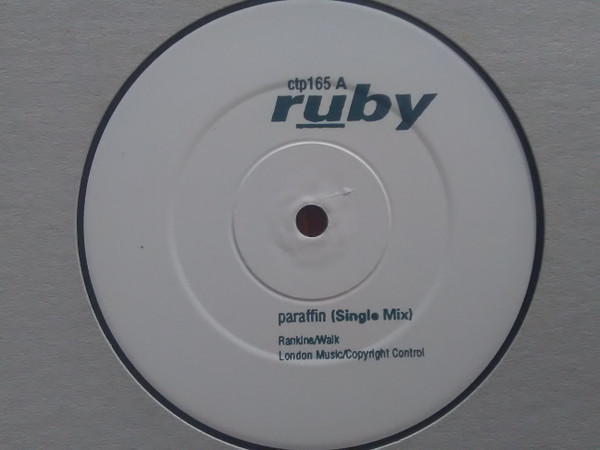 ctp165 A
ruby
paraffin (Single Mix)
Rankine/Walk
London Music/Copyright Control